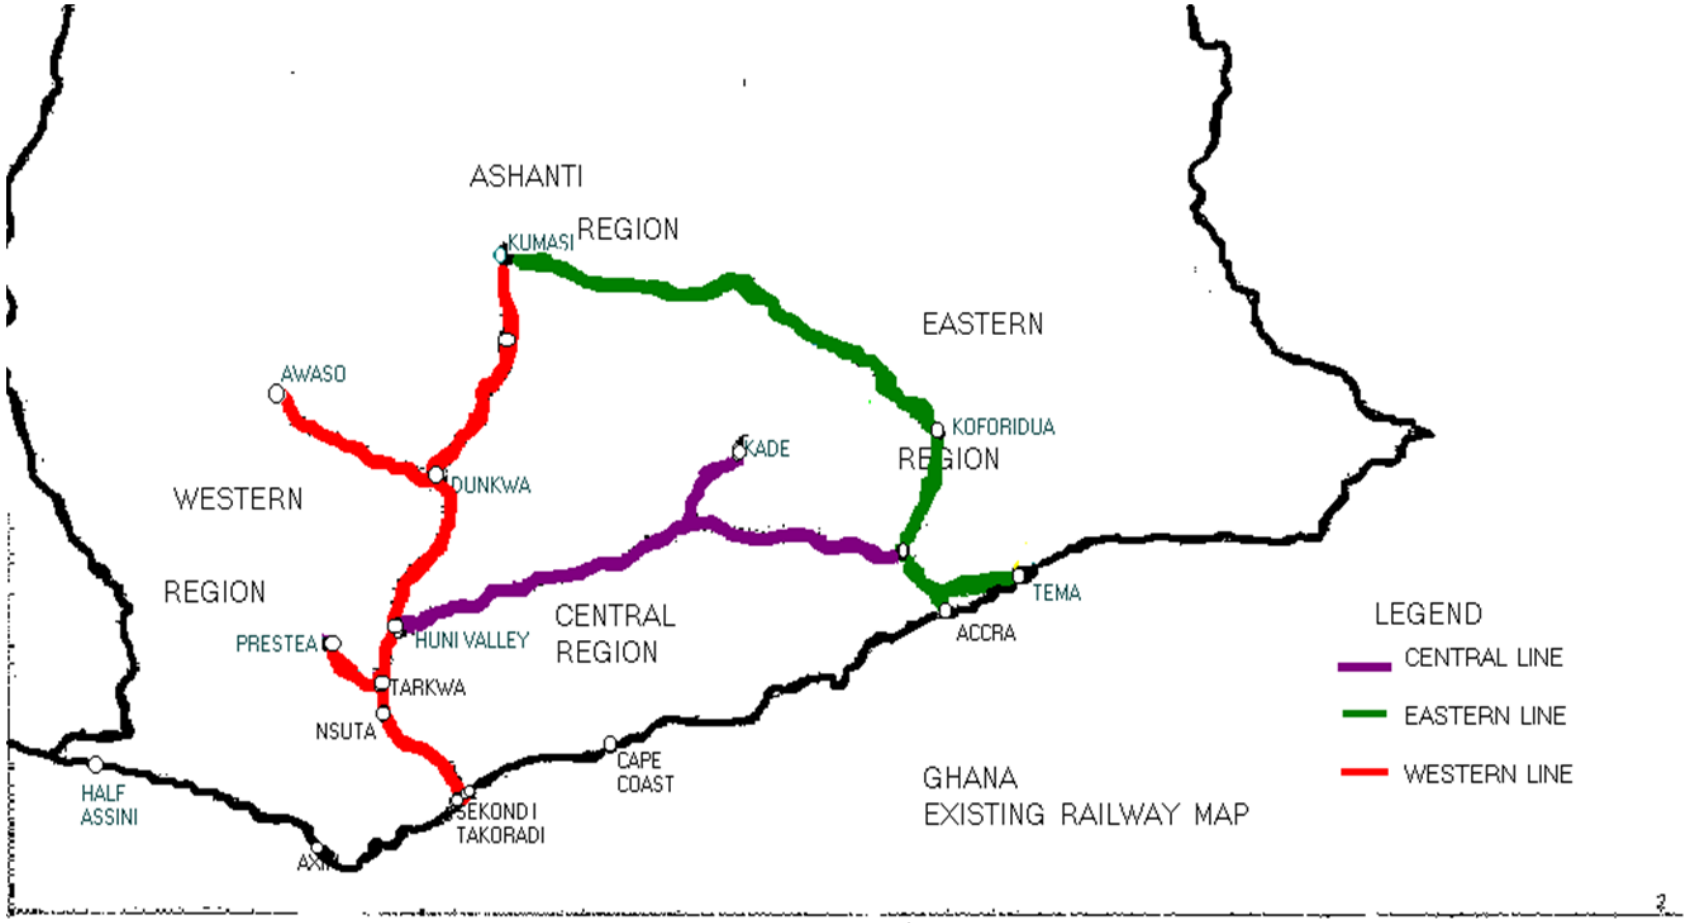 ASHANTI
REGION
KUMASI
EASTERN
REGION
AWASO
KOFORIDUA
KADE
DUNKWA
WESTERN
REGION
CENTRAL
REGION
HUNI VALLEY
PRESTEA
TARKWA
NSUTA
TEMA
ACCRA
CAPE
COAST
SEKONDI
TAKORADI
HALF
ASSINI
AXIM
LEGEND
CENTRAL LINE
EASTERN LINE
WESTERN LINE
GHANA
EXISTING RAILWAY MAP
2